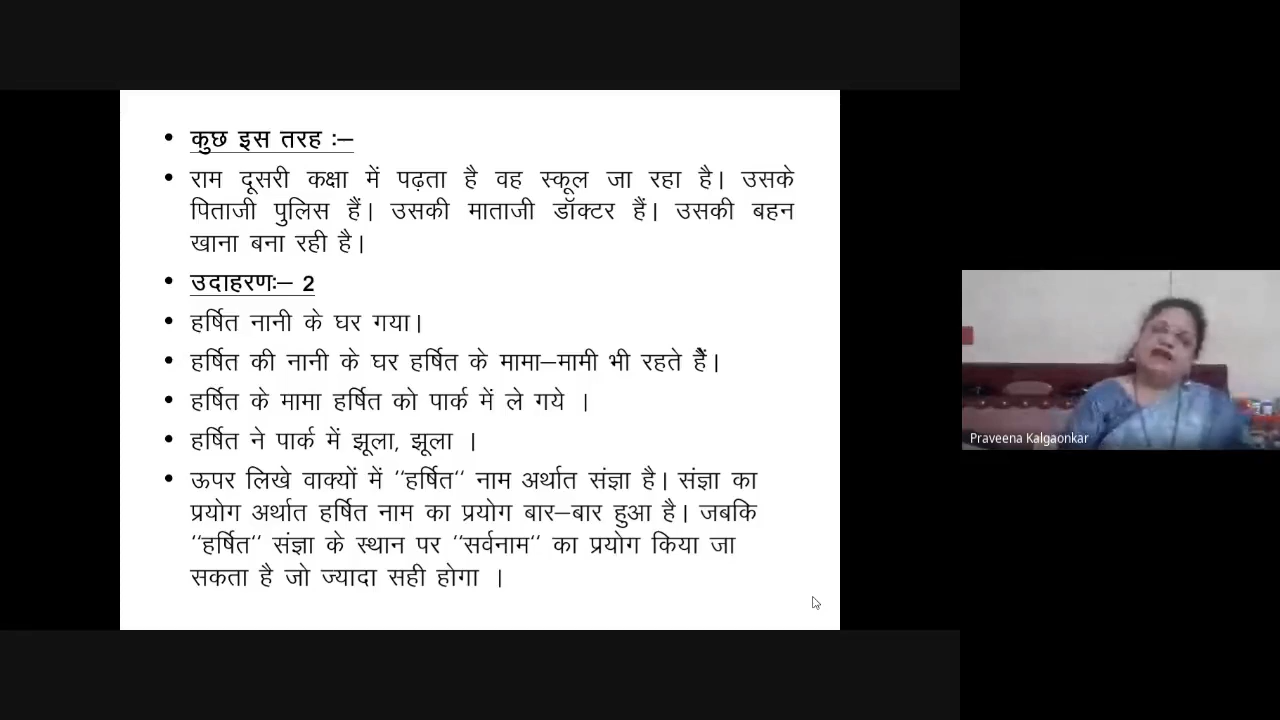 • कुछ इस तरह :–
• राम दूसरी कक्षा में पढ़ता है वह स्कूल जा रहा है। उसके
पिताजी पुलिस हैं। उसकी माताजी डॉक्टर हैं। उसकी बहन
खाना बना रही है।
• उदाहरणः– 2
• हर्षित नानी के घर गया।
• हर्षित की नानी के घर हर्षित के मामा–मामी भी रहते हैं।
• हर्षित के मामा हर्षित को पार्क में ले गये ।
• हर्षित ने पार्क में झूला, झूला ।
• ऊपर लिखे वाक्यों में ‘‘हर्षित‘‘ नाम अर्थात संज्ञा है। संज्ञा का
प्रयोग अर्थात हर्षित नाम का प्रयोग बार–बार हुआ है। जबकि
‘‘हर्षित‘‘ संज्ञा के स्थान पर ‘‘सर्वनाम‘‘ का प्रयोग किया जा
सकता है जो ज्यादा सही होगा ।
Praveena Kalgaonkar